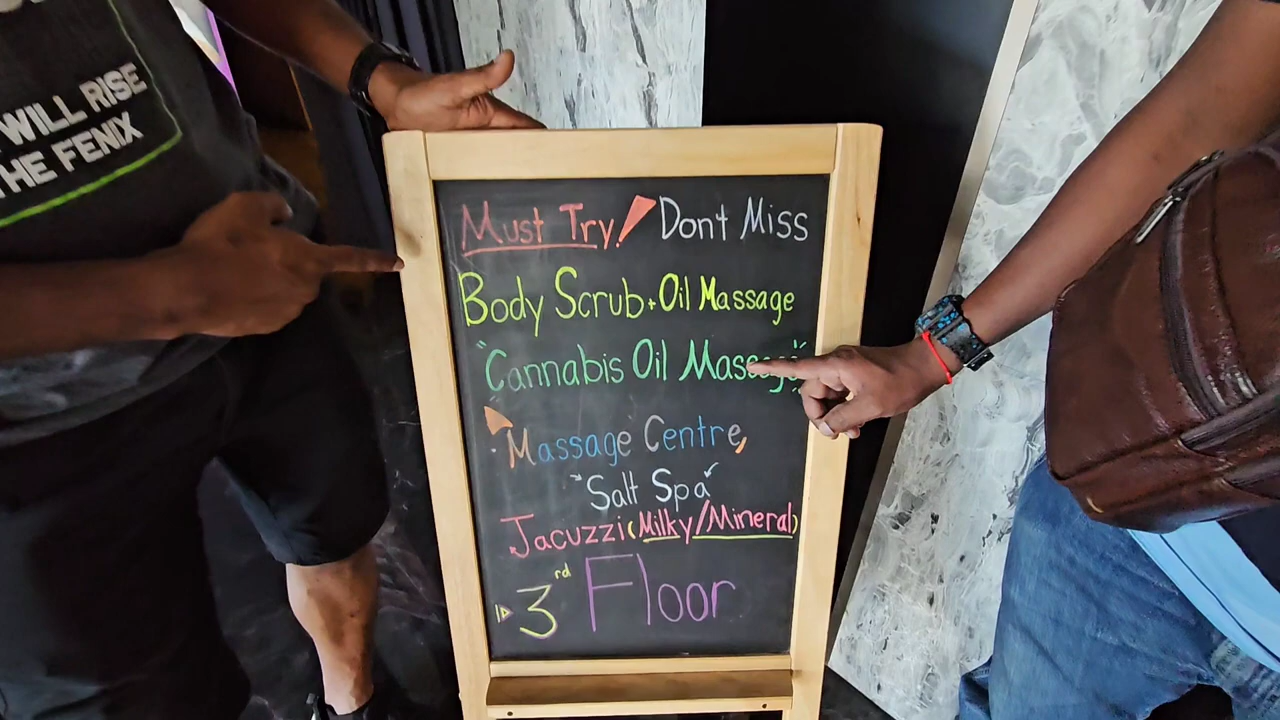 WILL RISE
THE FENIX
Must Try! Dont Miss
Body Scrub + Oil Massage
"Cannabis Oil Massage"
Massage Centre,
"Salt Spa"
Jacuzzi (Milky/Mineral)
3rd Floor